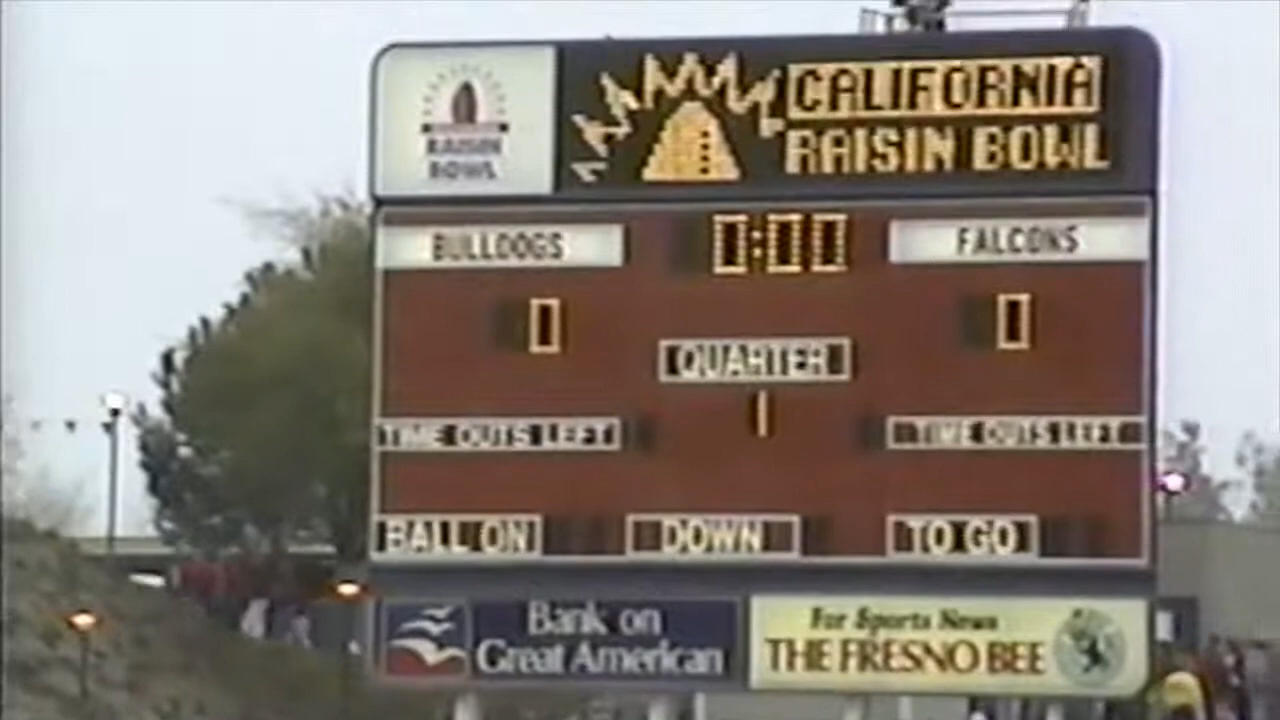 RAISIN
BOWL
CALIFORNIA
RAISIN BOWL
BULLDOGS
0:00
FALCONS
0
0
QUARTER
1
TIME OUTS LEFT
TIME OUTS LEFT
BALL ON
DOWN
TO GO
Bank on
Great American
For Sports News
THE FRESNO BEE